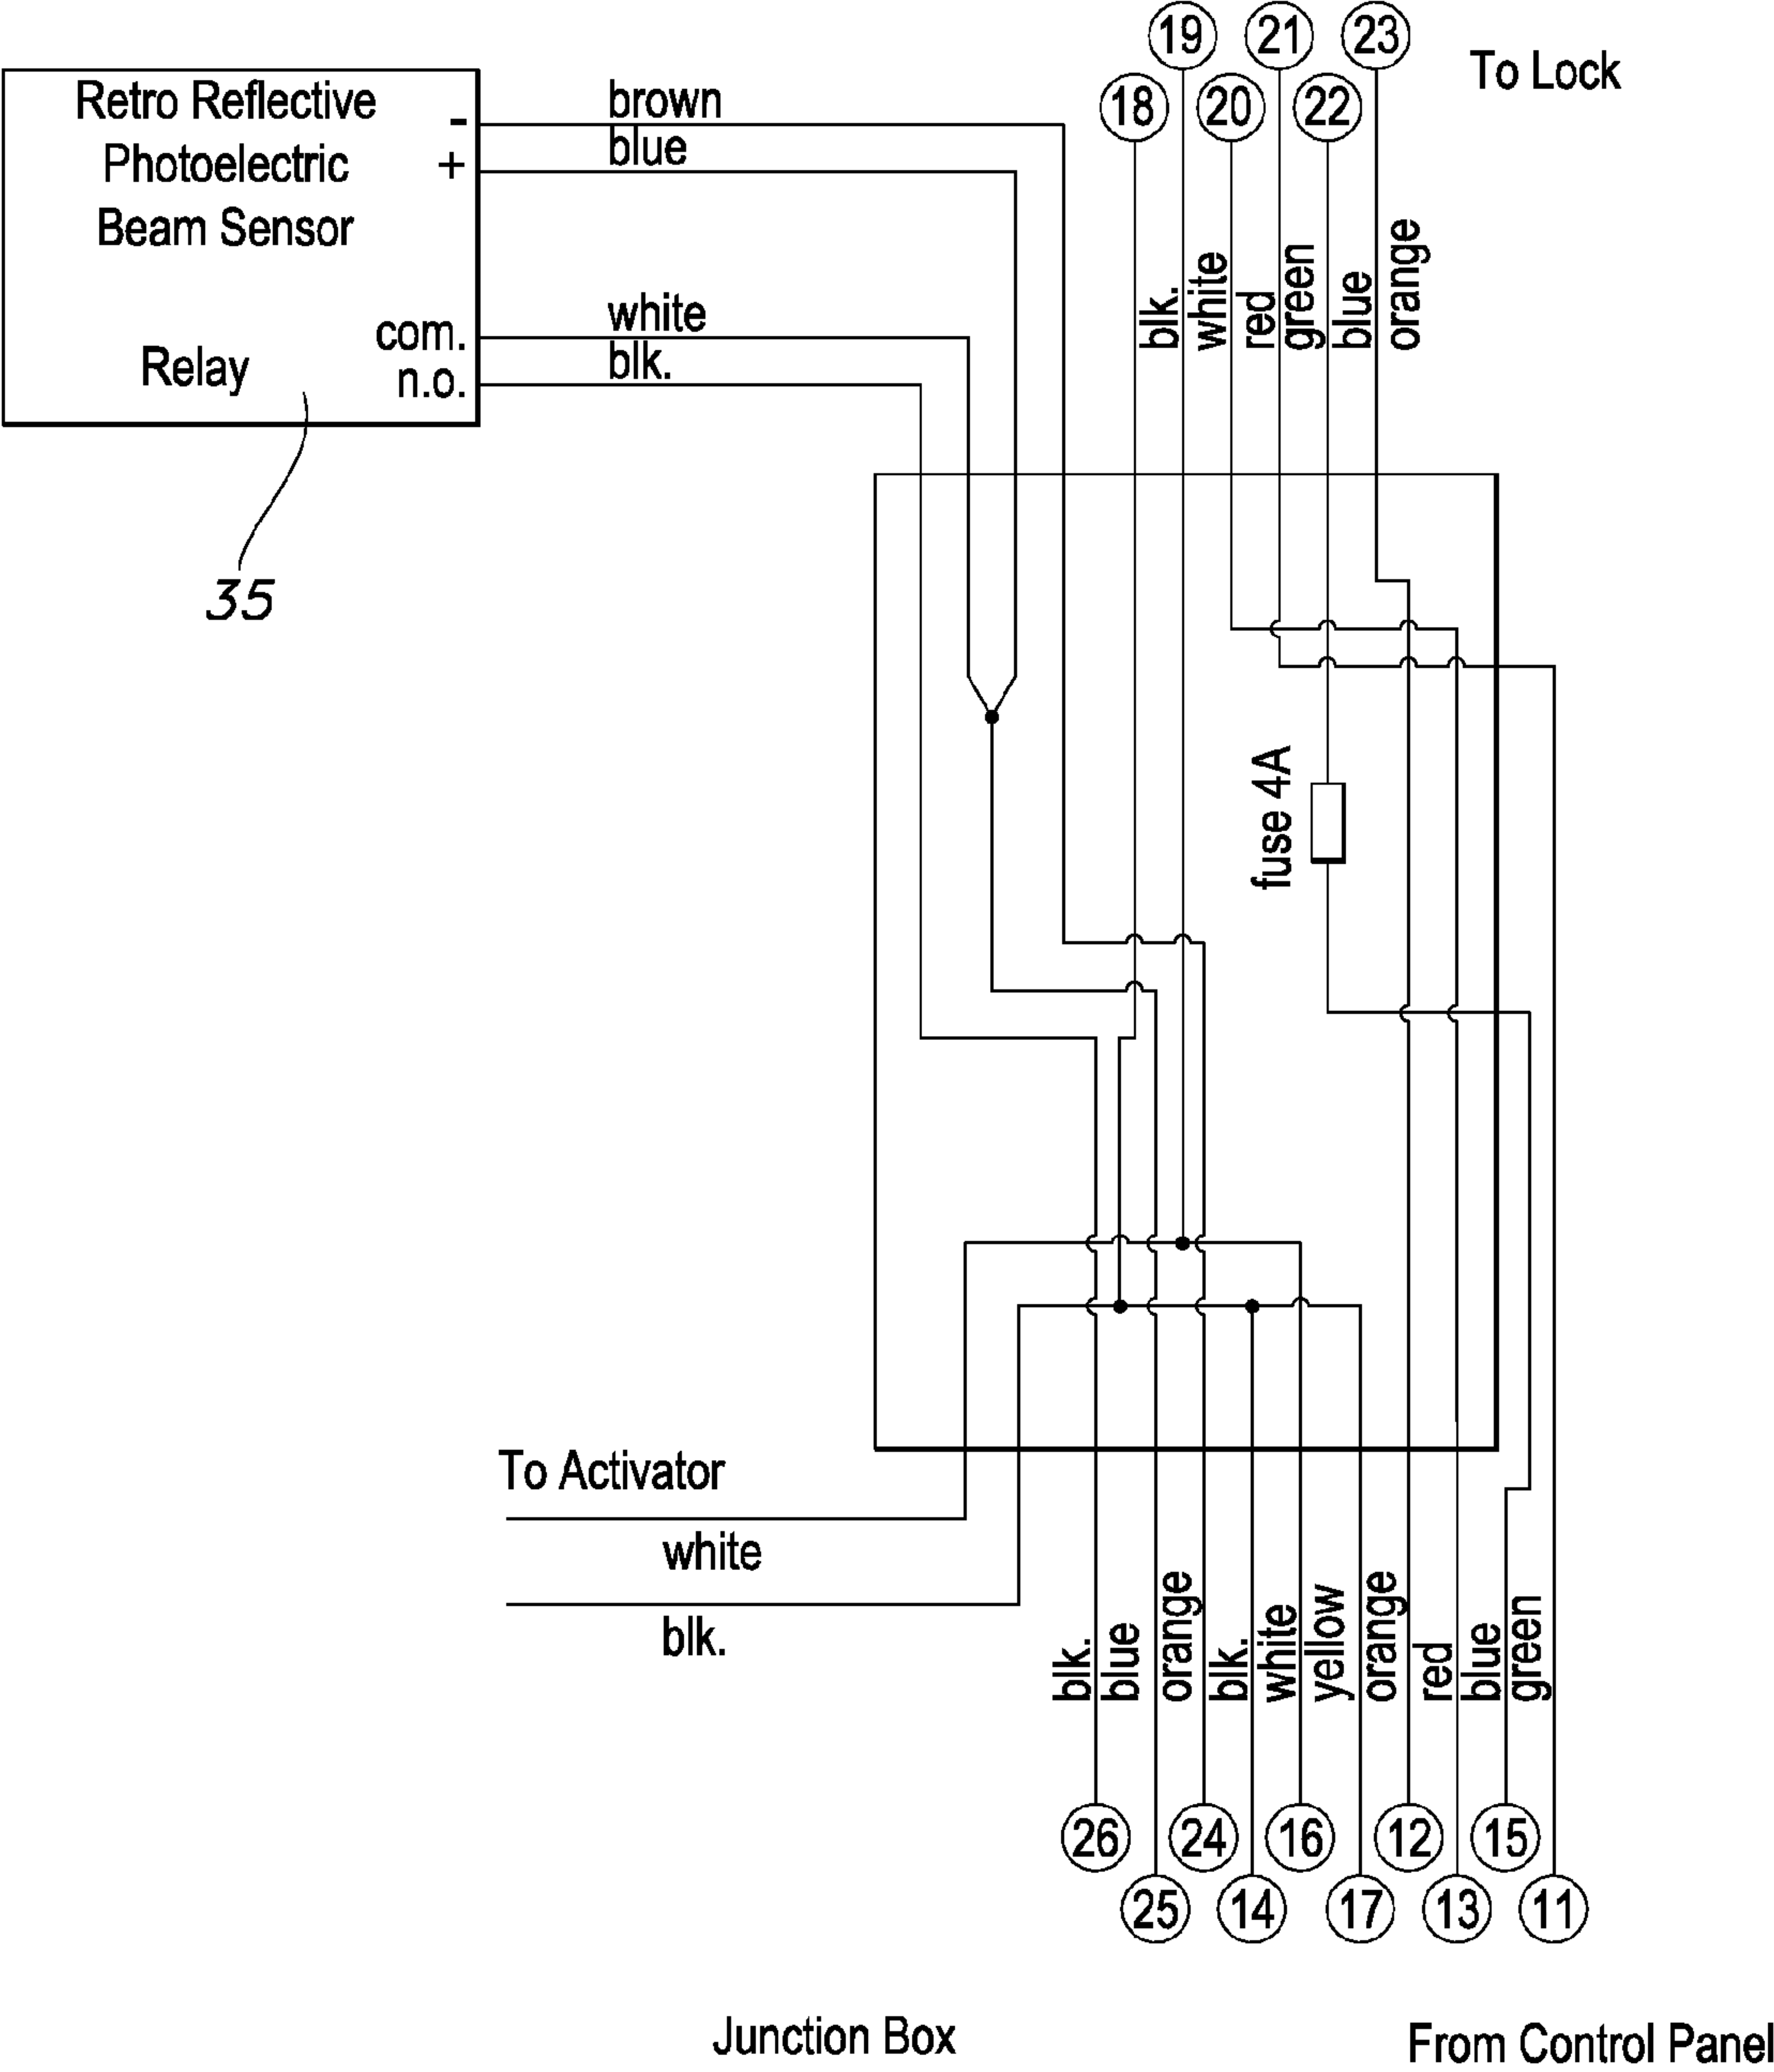 19
21
23
To Lock
18
20
22
Retro Reflective
Photoelectric
Beam Sensor
-
+
brown
blue
com.
n.o.
Relay
white
blk.
35
blk.
white
red
green
blue
orange
fuse 4A
To Activator
white
blk.
blk.
blue
orange
blk.
white
yellow
orange
red
blue
green
26
24
16
12
15
25
14
17
13
11
Junction Box
From Control Panel